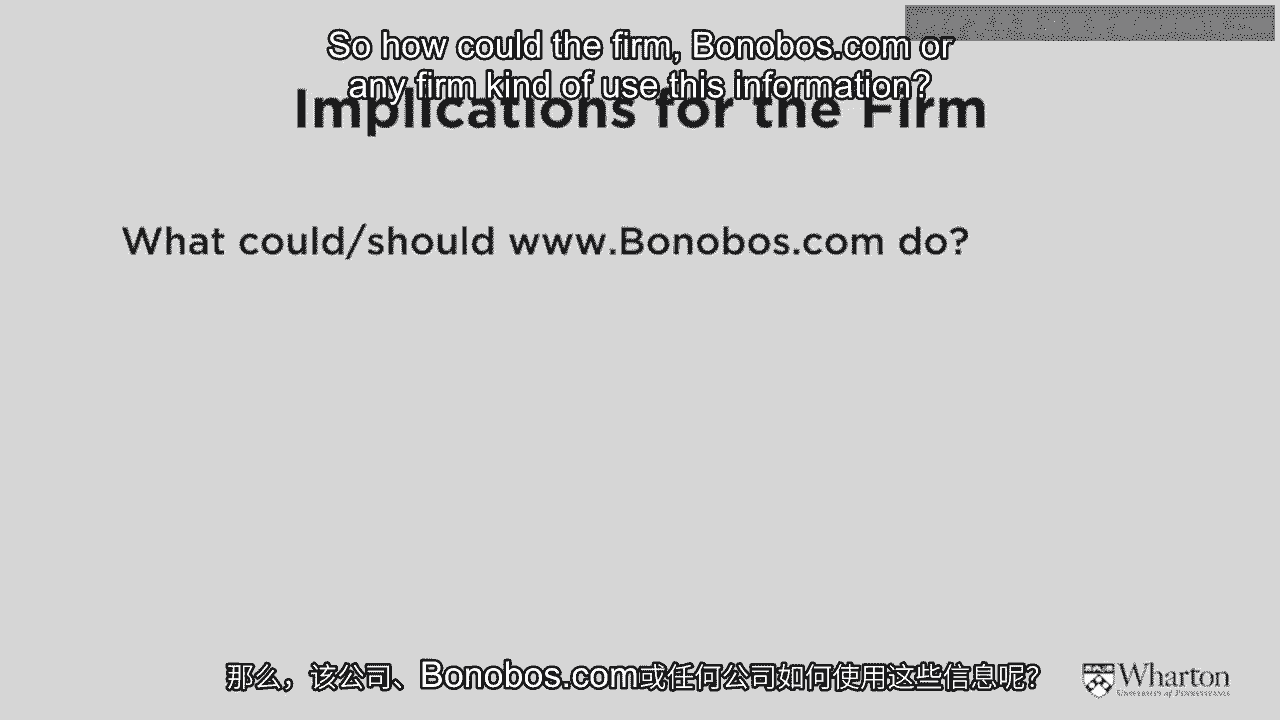 So how could the firm, Bonobos.com or
any firm kind of use this information?
Implications for the Firm
What could/should www.Bonobos.com do?
那么，该公司、Bonobos.com或任何公司如何使用这些信息呢？
Wharton
University of Pennsylvania